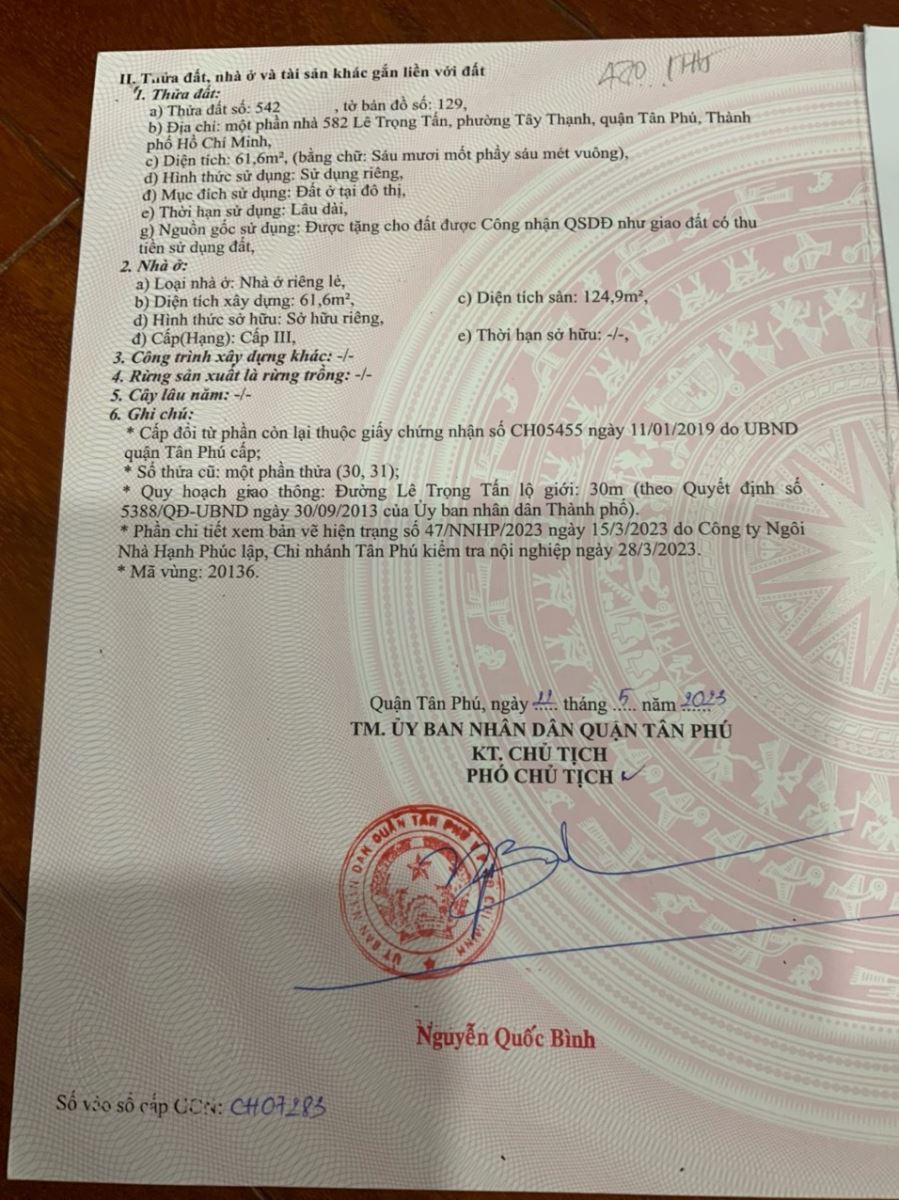 II. Thửa đất, nhà ở và tài sản khác gắn liền với đất
1. Thửa đất:
a) Thửa đất số: 542 , tờ bản đồ số: 129,
b) Địa chỉ: một phần nhà 582 Lê Trọng Tấn, phường Tây Thạnh, quận Tân Phú, Thành
phố Hồ Chí Minh,
c) Diện tích: 61,6m², (bằng chữ: Sáu mươi mốt phẩy sáu mét vuông),
d) Hình thức sử dụng: Sử dụng riêng,
đ) Mục đích sử dụng: Đất ở tại đô thị,
e) Thời hạn sử dụng: Lâu dài,
g) Nguồn gốc sử dụng: Được tặng cho đất được Công nhận QSDĐ như giao đất có thu
tiền sử dụng đất,
2. Nhà ở:
a) Loại nhà ở: Nhà ở riêng lẻ,
b) Diện tích xây dựng: 61,6m², c) Diện tích sàn: 124,9m²,
d) Hình thức sở hữu: Sở hữu riêng,
đ) Cấp(Hạng): Cấp III, e) Thời hạn sở hữu: -/-,
3. Công trình xây dựng khác: -/-
4. Rừng sản xuất là rừng trồng: -/-
5. Cây lâu năm: -/-
6. Ghi chú:
* Cấp đổi từ phần còn lại thuộc giấy chứng nhận số CH05455 ngày 11/01/2019 do UBND
quận Tân Phú cấp;
* Số thửa cũ: một phần thửa (30, 31);
* Quy hoạch giao thông: Đường Lê Trọng Tấn lộ giới: 30m (theo Quyết định số
5388/QĐ-UBND ngày 30/09/2013 của Ủy ban nhân dân Thành phố).
* Phần chi tiết xem bản vẽ hiện trạng số 47/NNHP/2023 ngày 15/3/2023 do Công ty Ngôi
Nhà Hạnh Phúc lập, Chi nhánh Tân Phú kiểm tra nội nghiệp ngày 28/3/2023.
* Mã vùng: 20136.
Quận Tân Phú, ngày 11 tháng 5 năm 2023
TM. ỦY BAN NHÂN DÂN QUẬN TÂN PHÚ
KT. CHỦ TỊCH
PHÓ CHỦ TỊCH
ỦY BAN NHÂN DÂN QUẬN TÂN PHÚ
Nguyễn Quốc Bình
Số vào sổ cấp GCN: CH07283